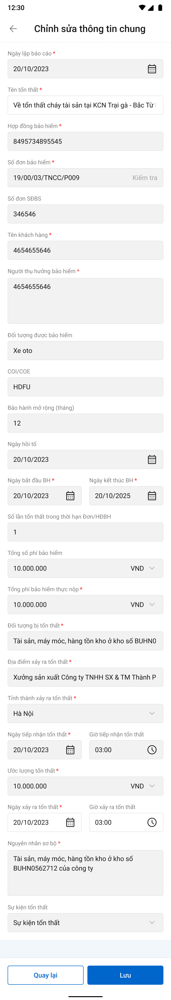 12:30
Chỉnh sửa thông tin chung
Ngày lập báo cáo *
20/10/2023
Tên tổn thất *
Về tổn thất cháy tài sản tại KCN Trại gà - Bắc Từ
Hợp đồng bảo hiểm *
8495734895545
Số đơn bảo hiểm *
19/00/03/TNCC/P009 Kiểm tra
Số đơn SĐBS
346546
Tên khách hàng *
4654655646
Người thụ hưởng bảo hiểm *
4654655646
Đối tượng được bảo hiểm
Xe oto
COI/COE
HDFU
Bảo hành mở rộng (tháng)
12
Ngày hồi tố
20/10/2023
Ngày bắt đầu BH * Ngày kết thúc BH *
20/10/2023 20/10/2025
Số lần tổn thất trong thời hạn Đơn/HĐBH
1
Tổng số phí bảo hiểm
10.000.000 VND
Tổng phí bảo hiểm thực nộp *
10.000.000 VND
Đối tượng bị tổn thất *
Tài sản, máy móc, hàng tồn kho ở kho số BUHN0
Địa điểm xảy ra tổn thất *
Xưởng sản xuất Công ty TNHH SX & TM Thành P
Tỉnh thành xảy ra tổn thất *
Hà Nội
Ngày tiếp nhận tổn thất * Giờ tiếp nhận tổn thất
20/10/2023 03:00
Ước lượng tổn thất *
10.000.000 VND
Ngày xảy ra tổn thất * Giờ xảy ra tổn thất
20/10/2023 03:00
Nguyên nhân sơ bộ *
Tài sản, máy móc, hàng tồn kho ở kho số
BUHN0562712 của công ty
Sự kiện tổn thất
Sự kiện tổn thất
Quay lại Lưu